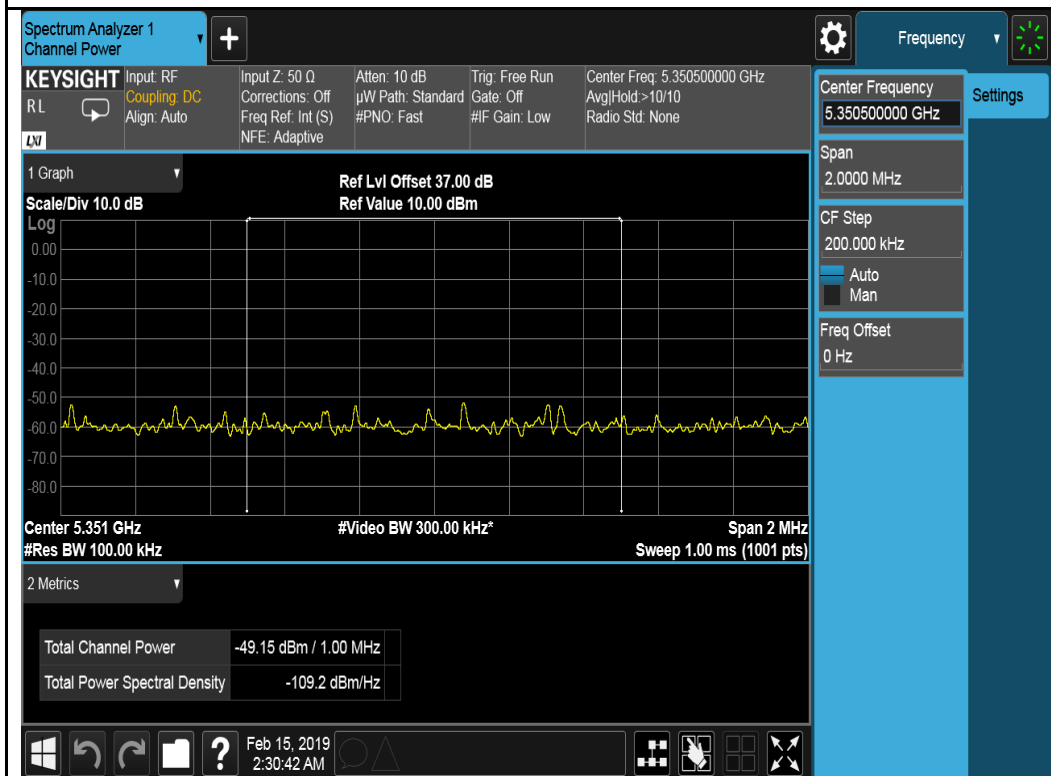 Spectrum Analyzer 1
Channel Power
+
Frequency
KEYSIGHT
RL
LXI
Input: RF
Coupling: DC
Align: Auto
Input Z: 50 Ω
Corrections: Off
Freq Ref: Int (S)
NFE: Adaptive
Atten: 10 dB
µW Path: Standard
#PNO: Fast
Trig: Free Run
Gate: Off
#IF Gain: Low
Center Freq: 5.350500000 GHz
Avg|Hold:>10/10
Radio Std: None
Center Frequency
5.350500000 GHz
Settings
Span
2.0000 MHz
CF Step
200.000 kHz
Auto
Man
Freq Offset
0 Hz
1 Graph
Scale/Div 10.0 dB
Ref Lvl Offset 37.00 dB
Ref Value 10.00 dBm
Log
0.00
-10.0
-20.0
-30.0
-40.0
-50.0
-60.0
-70.0
-80.0
Center 5.351 GHz
#Video BW 300.00 kHz*
Span 2 MHz
#Res BW 100.00 kHz
Sweep 1.00 ms (1001 pts)
2 Metrics
Total Channel Power -49.15 dBm / 1.00 MHz
Total Power Spectral Density -109.2 dBm/Hz
?
Feb 15, 2019
2:30:42 AM